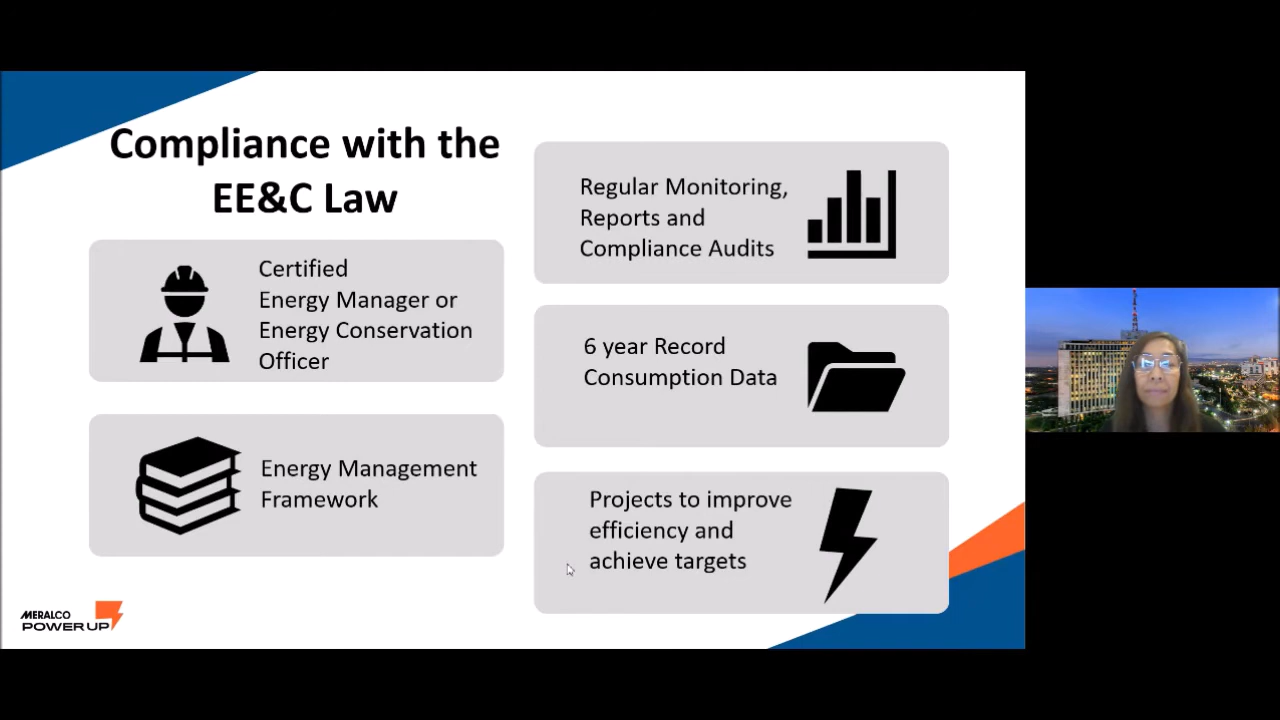 Compliance with the
EE&C Law
Certified
Energy Manager or
Energy Conservation
Officer
Energy Management
Framework
Regular Monitoring,
Reports and
Compliance Audits
6 year Record
Consumption Data
Projects to improve
efficiency and
achieve targets
MERALCO
POWER UP